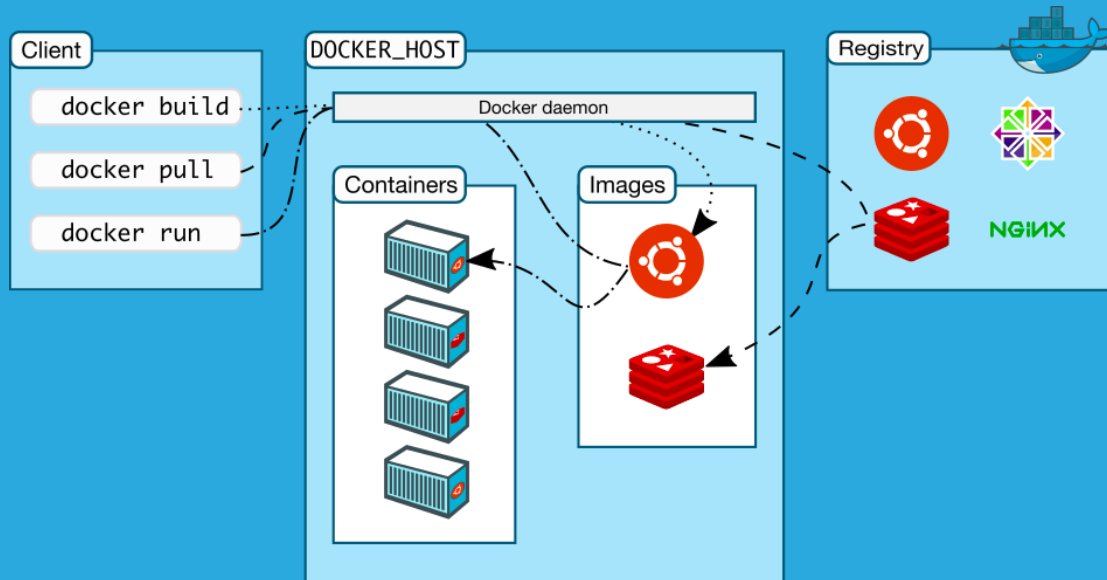 Client
docker build
docker pull
docker run
DOCKER_HOST
Docker daemon
Containers
Images
Registry
NGINX